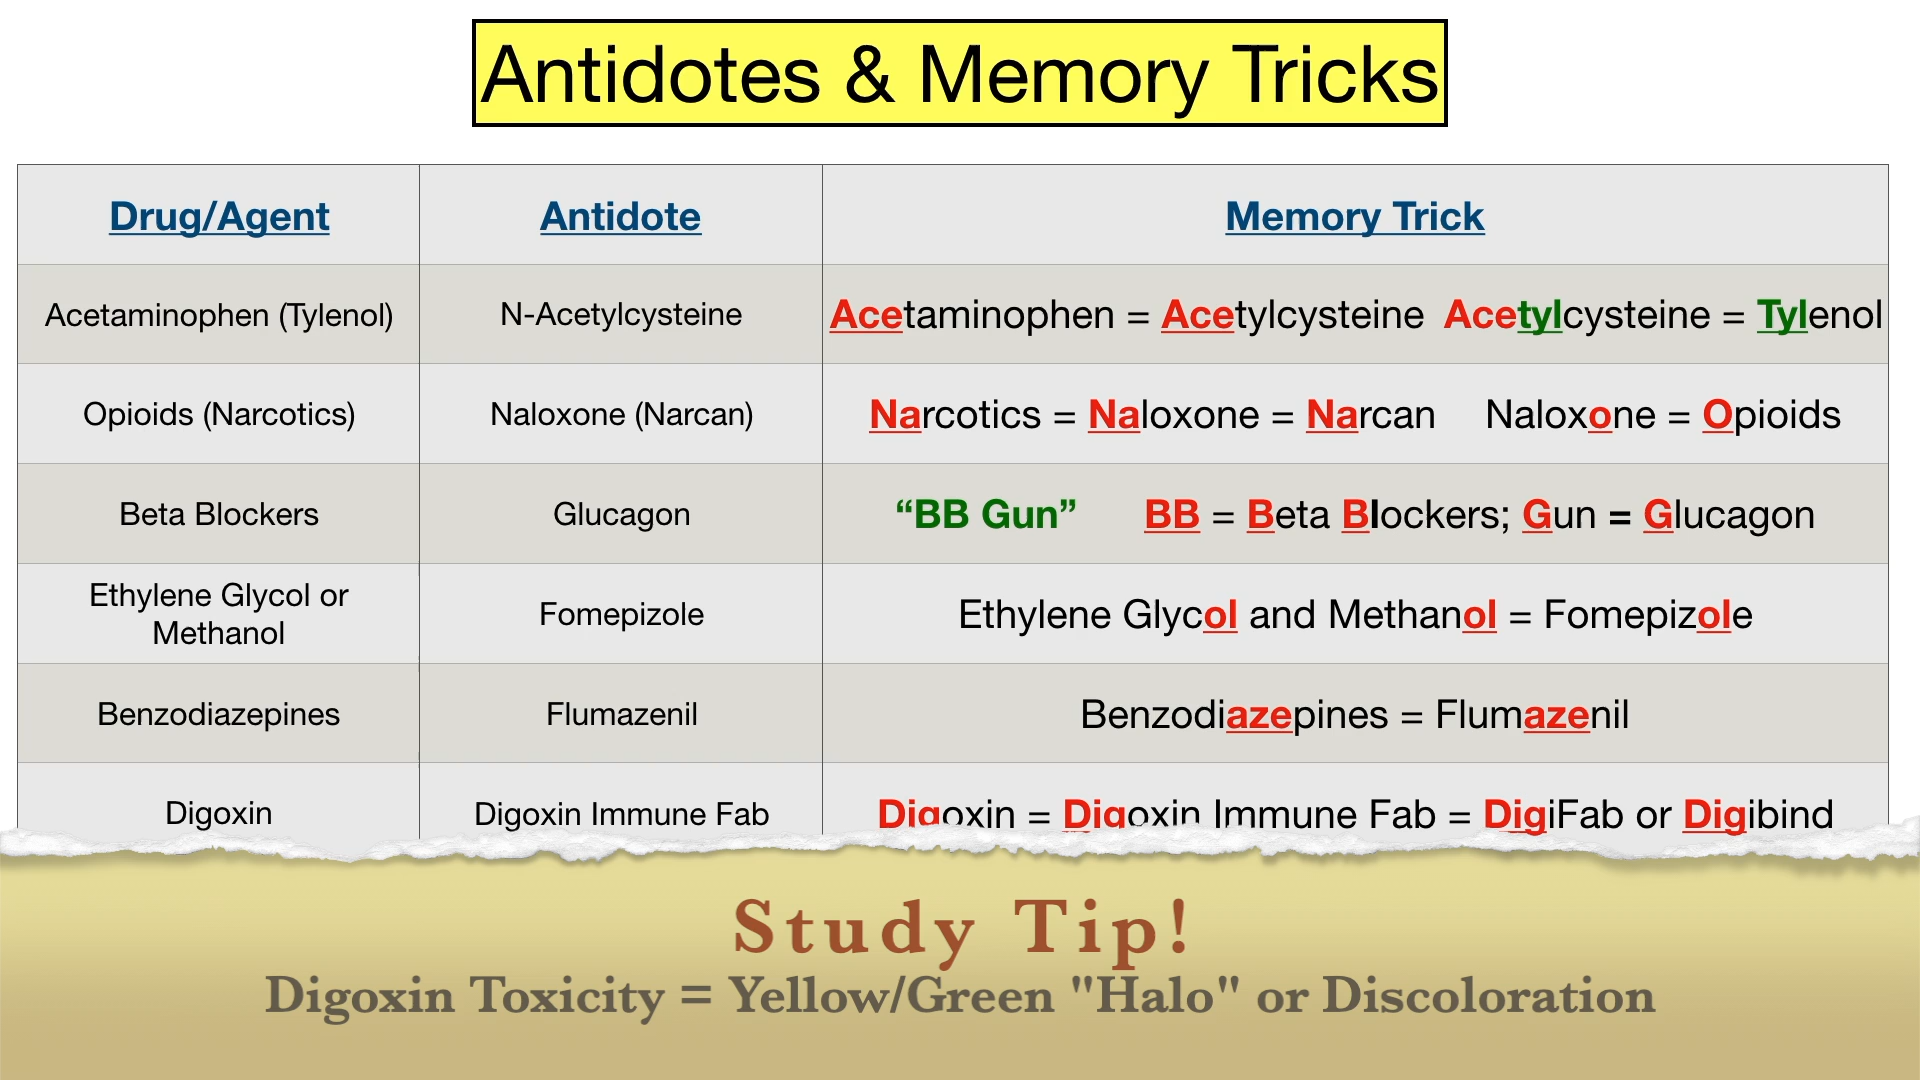 Antidotes & Memory Tricks
Drug/Agent Antidote Memory Trick
Acetaminophen (Tylenol) N-Acetylcysteine Acetaminophen = Acetylcysteine Acetylcysteine = Tylenol
Opioids (Narcotics) Naloxone (Narcan) Narcotics = Naloxone = Narcan Naloxone = Opioids
Beta Blockers Glucagon “BB Gun” BB = Beta Blockers; Gun = Glucagon
Ethylene Glycol or
Methanol Fomepizole Ethylene Glycol and Methanol = Fomepizole
Benzodiazepines Flumazenil Benzodiazepines = Flumazenil
Digoxin Digoxin Immune Fab Digoxin = Digoxin Immune Fab = DigiFab or Digibind
Study Tip!
Digoxin Toxicity = Yellow/Green "Halo" or Discoloration